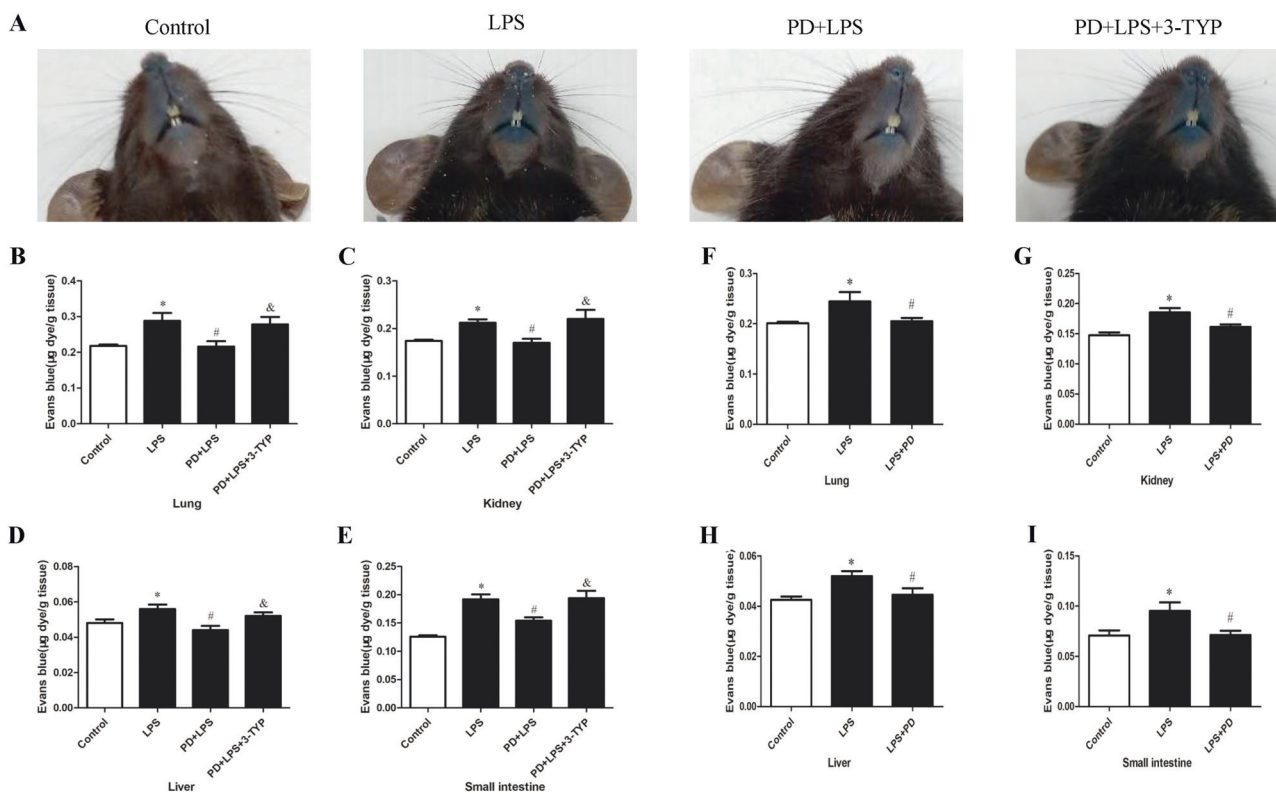 A
Control
LPS
PD+LPS
PD+LPS+3-TYP
B
Evans blue(µg dye/g tissue)
0.4
0.3
0.2
0.1
0.0
*
#
&
Control
LPS
PD+LPS
PD+LPS+3-TYP
Lung
C
Evans blue(µg dye/g tissue)
0.4
0.3
0.2
0.1
0.0
*
#
&
Control
LPS
PD+LPS
PD+LPS+3-TYP
Kidney
F
Evans blue(µg dye/g tissue)
0.3
0.2
0.1
0.0
*
#
Control
LPS
LPS+PD
Lung
G
Evans blue(µg dye/g tissue)
0.25
0.20
0.15
0.10
0.05
0.00
*
#
Control
LPS
LPS+PD
Kidney
D
Evans blue(µg dye/g tissue)
0.08
0.06
0.04
0.02
0.00
*
#
&
Control
LPS
PD+LPS
PD+LPS+3-TYP
Liver
E
Evans blue(µg dye/g tissue)
0.25
0.20
0.15
0.10
0.05
0.00
*
#
&
Control
LPS
PD+LPS
PD+LPS+3-TYP
Small intestine
H
Evans blue(µg dye/g tissue)
0.06
0.04
0.02
0.00
*
#
Control
LPS
LPS+PD
Liver
I
Evans blue(µg dye/g tissue)
0.15
0.10
0.05
0.00
*
#
Control
LPS
LPS+PD
Small intestine